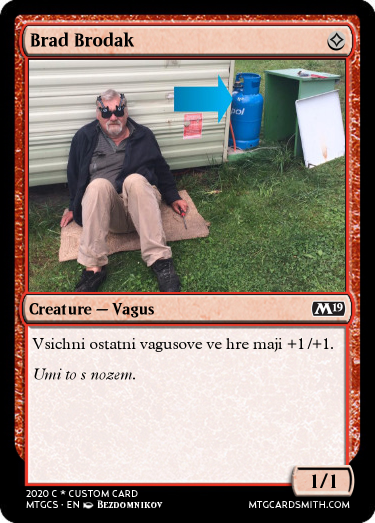 Brad Brodak
ool
Creature — Vagus
M19
Vsichni ostatni vagusove ve hre maji +1/+1.
Umi to s nozem.
1/1
2020 C * CUSTOM CARD
MTGCS · EN BEZDOMNIKOV
MTGCARDSMITH.COM